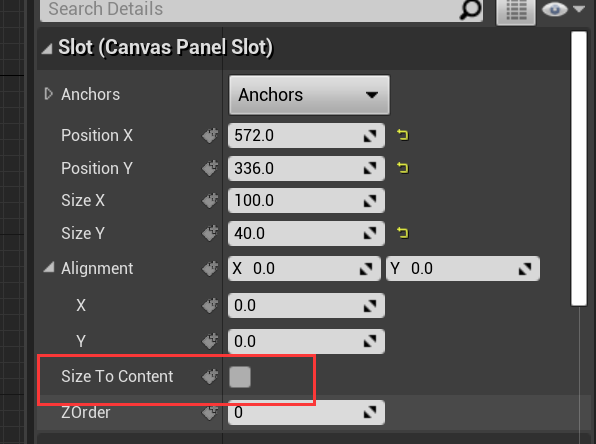 Search Details
Slot (Canvas Panel Slot)
Anchors Anchors
Position X 572.0
Position Y 336.0
Size X 100.0
Size Y 40.0
Alignment X 0.0 Y 0.0
X 0.0
Y 0.0
Size To Content
ZOrder 0